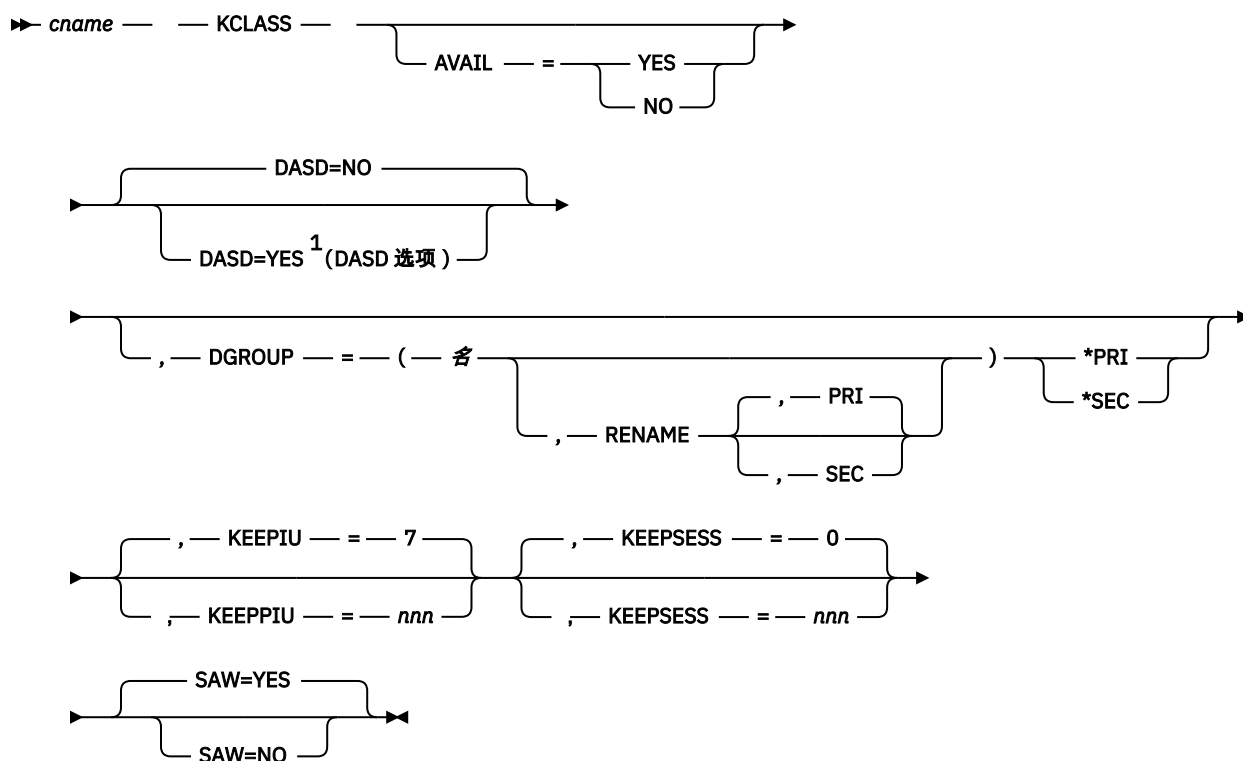 cname KCLASS
AVAIL = YES
NO
DASD=NO
DASD=YES 1 (DASD 选项 )
, DGROUP = ( 名 ) *PRI
*SEC
, PRI
, RENAME
, SEC
, KEEPIU = 7 , KEEPSESS = 0
, KEEPPIU = nnn , KEEPSESS = nnn
SAW=YES
SAW=NO